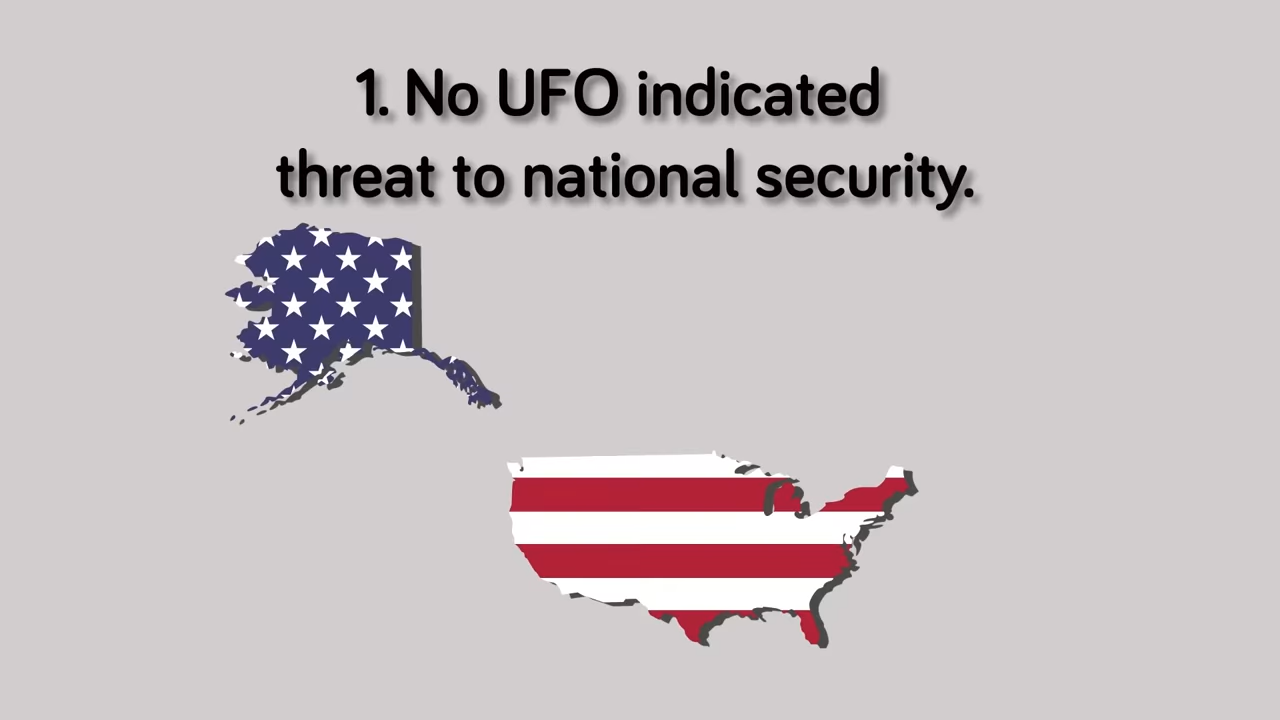 1. No UFO indicated
threat to national security.